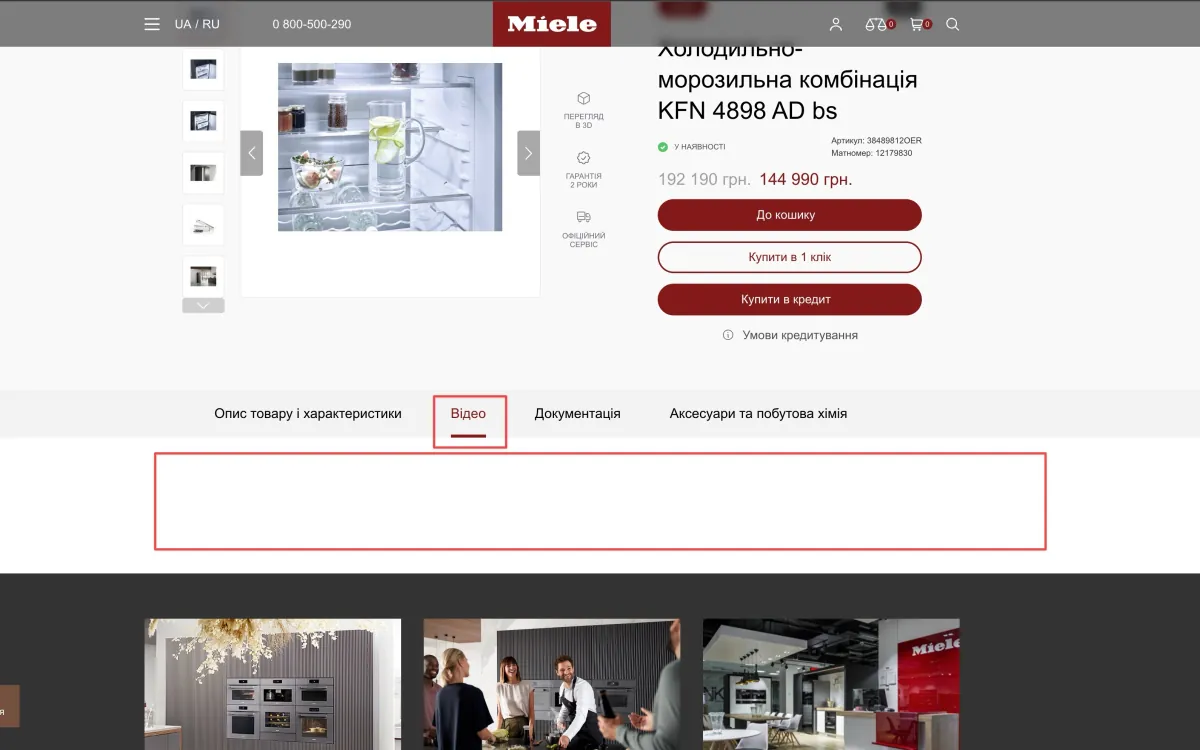 UA / RU
0 800-500-290
Miele
0
0
Холодильно-
морозильна комбінація
KFN 4898 AD bs
ПЕРЕГЛЯД
В 3D
ГАРАНТІЯ
2 РОКИ
ОФІЦІЙНИЙ
СЕРВІС
У НАЯВНОСТІ
Артикул: 38489812OER
Матномер: 12179830
192 190 грн. 144 990 грн.
До кошику
Купити в 1 клік
Купити в кредит
Умови кредитування
Опис товару і характеристики
Відео
Документація
Аксесуари та побутова хімія
я
Miele